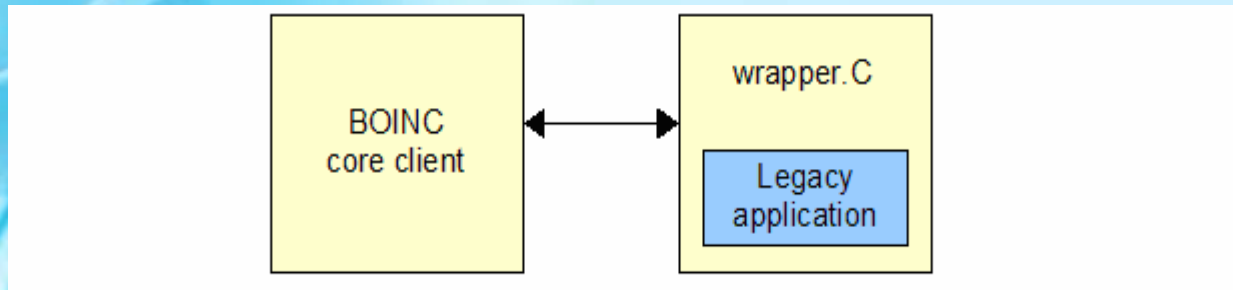 BOINC
core client
wrapper.C
Legacy
application